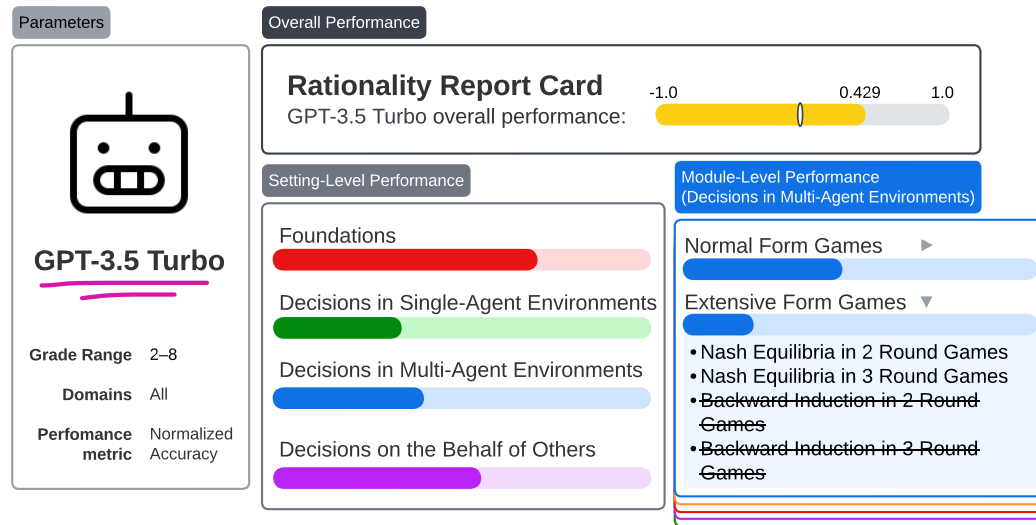 Parameters
GPT-3.5 Turbo
Grade Range 2–8
Domains All
Perfomance metric Normalized Accuracy
Overall Performance
Rationality Report Card
GPT-3.5 Turbo overall performance:
-1.0 0.429 1.0
Setting-Level Performance
Foundations
Decisions in Single-Agent Environments
Decisions in Multi-Agent Environments
Decisions on the Behalf of Others
Module-Level Performance
(Decisions in Multi-Agent Environments)
Normal Form Games
Extensive Form Games
• Nash Equilibria in 2 Round Games
• Nash Equilibria in 3 Round Games
• Backward Induction in 2 Round
Games
• Backward Induction in 3 Round
Games